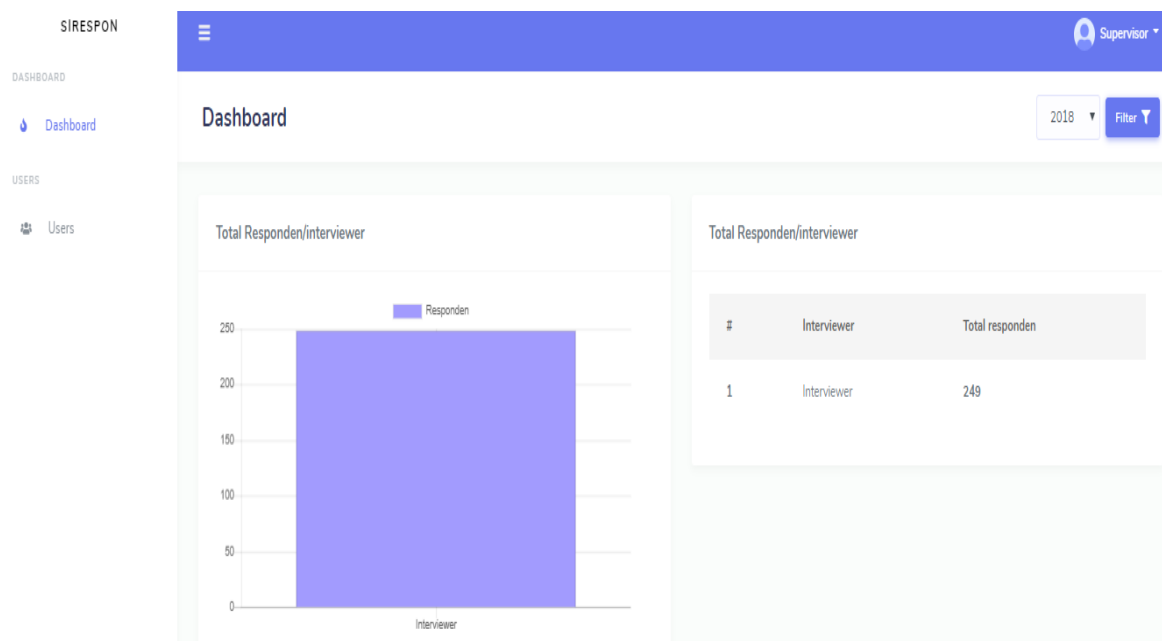 SIRESPON
Supervisor
DASHBOARD
Dashboard
USERS
Users
Dashboard
2018
Filter
Total Responden/interviewer
Responden
250
200
150
100
50
0
Interviewer
Total Responden/interviewer
# Interviewer Total responden
1 Interviewer 249